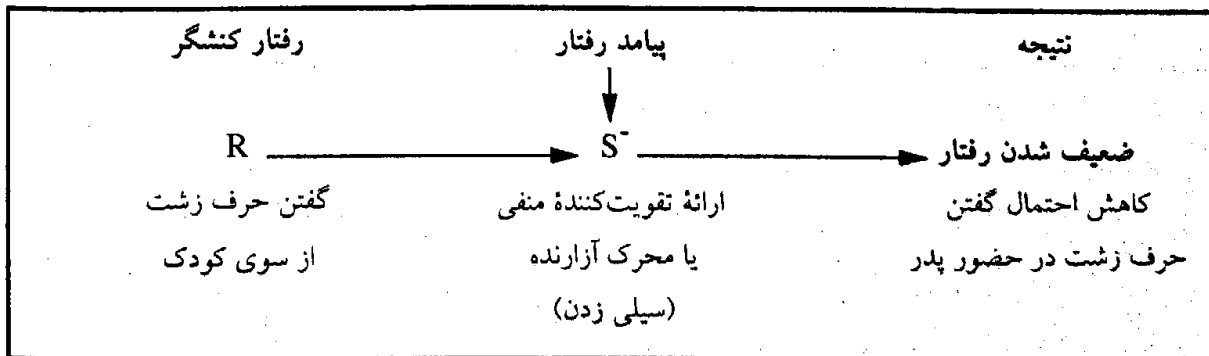 رفتار کنشگر پیامد رفتار نتیجه
R S⁻ ضعیف شدن رفتار
گفتن حرف زشت ارائهٔ تقویت‌کنندهٔ منفی کاهش احتمال گفتن
از سوی کودک یا محرک آزارنده حرف زشت در حضور پدر
(سیلی زدن)